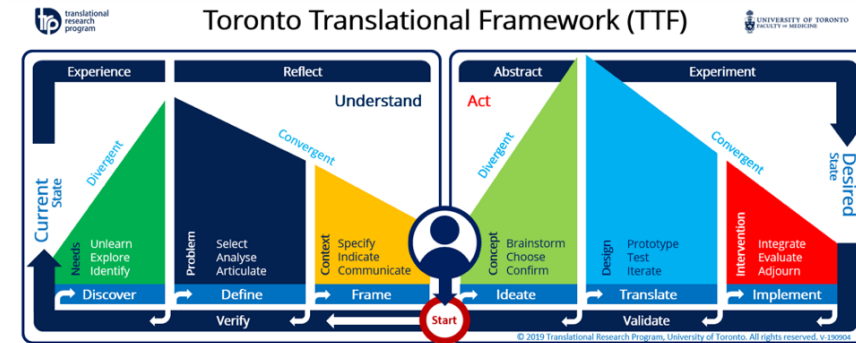 translational
research
program
Toronto Translational Framework (TTF)
UNIVERSITY OF TORONTO
FACULTY OF MEDICINE
Experience
Reflect
Abstract
Experiment
Understand
Act
Divergent
Convergent
Divergent
Convergent
Current
State
Desired
State
Needs
Unlearn
Explore
Identify
Problem
Select
Analyse
Articulate
Context
Specify
Indicate
Communicate
Concept
Brainstorm
Choose
Confirm
Design
Prototype
Test
Iterate
Intervention
Integrate
Evaluate
Adjourn
Discover
Define
Frame
Ideate
Translate
Implement
Verify
Start
Validate
© 2019 Translational Research Program, University of Toronto. All rights reserved. V-190904